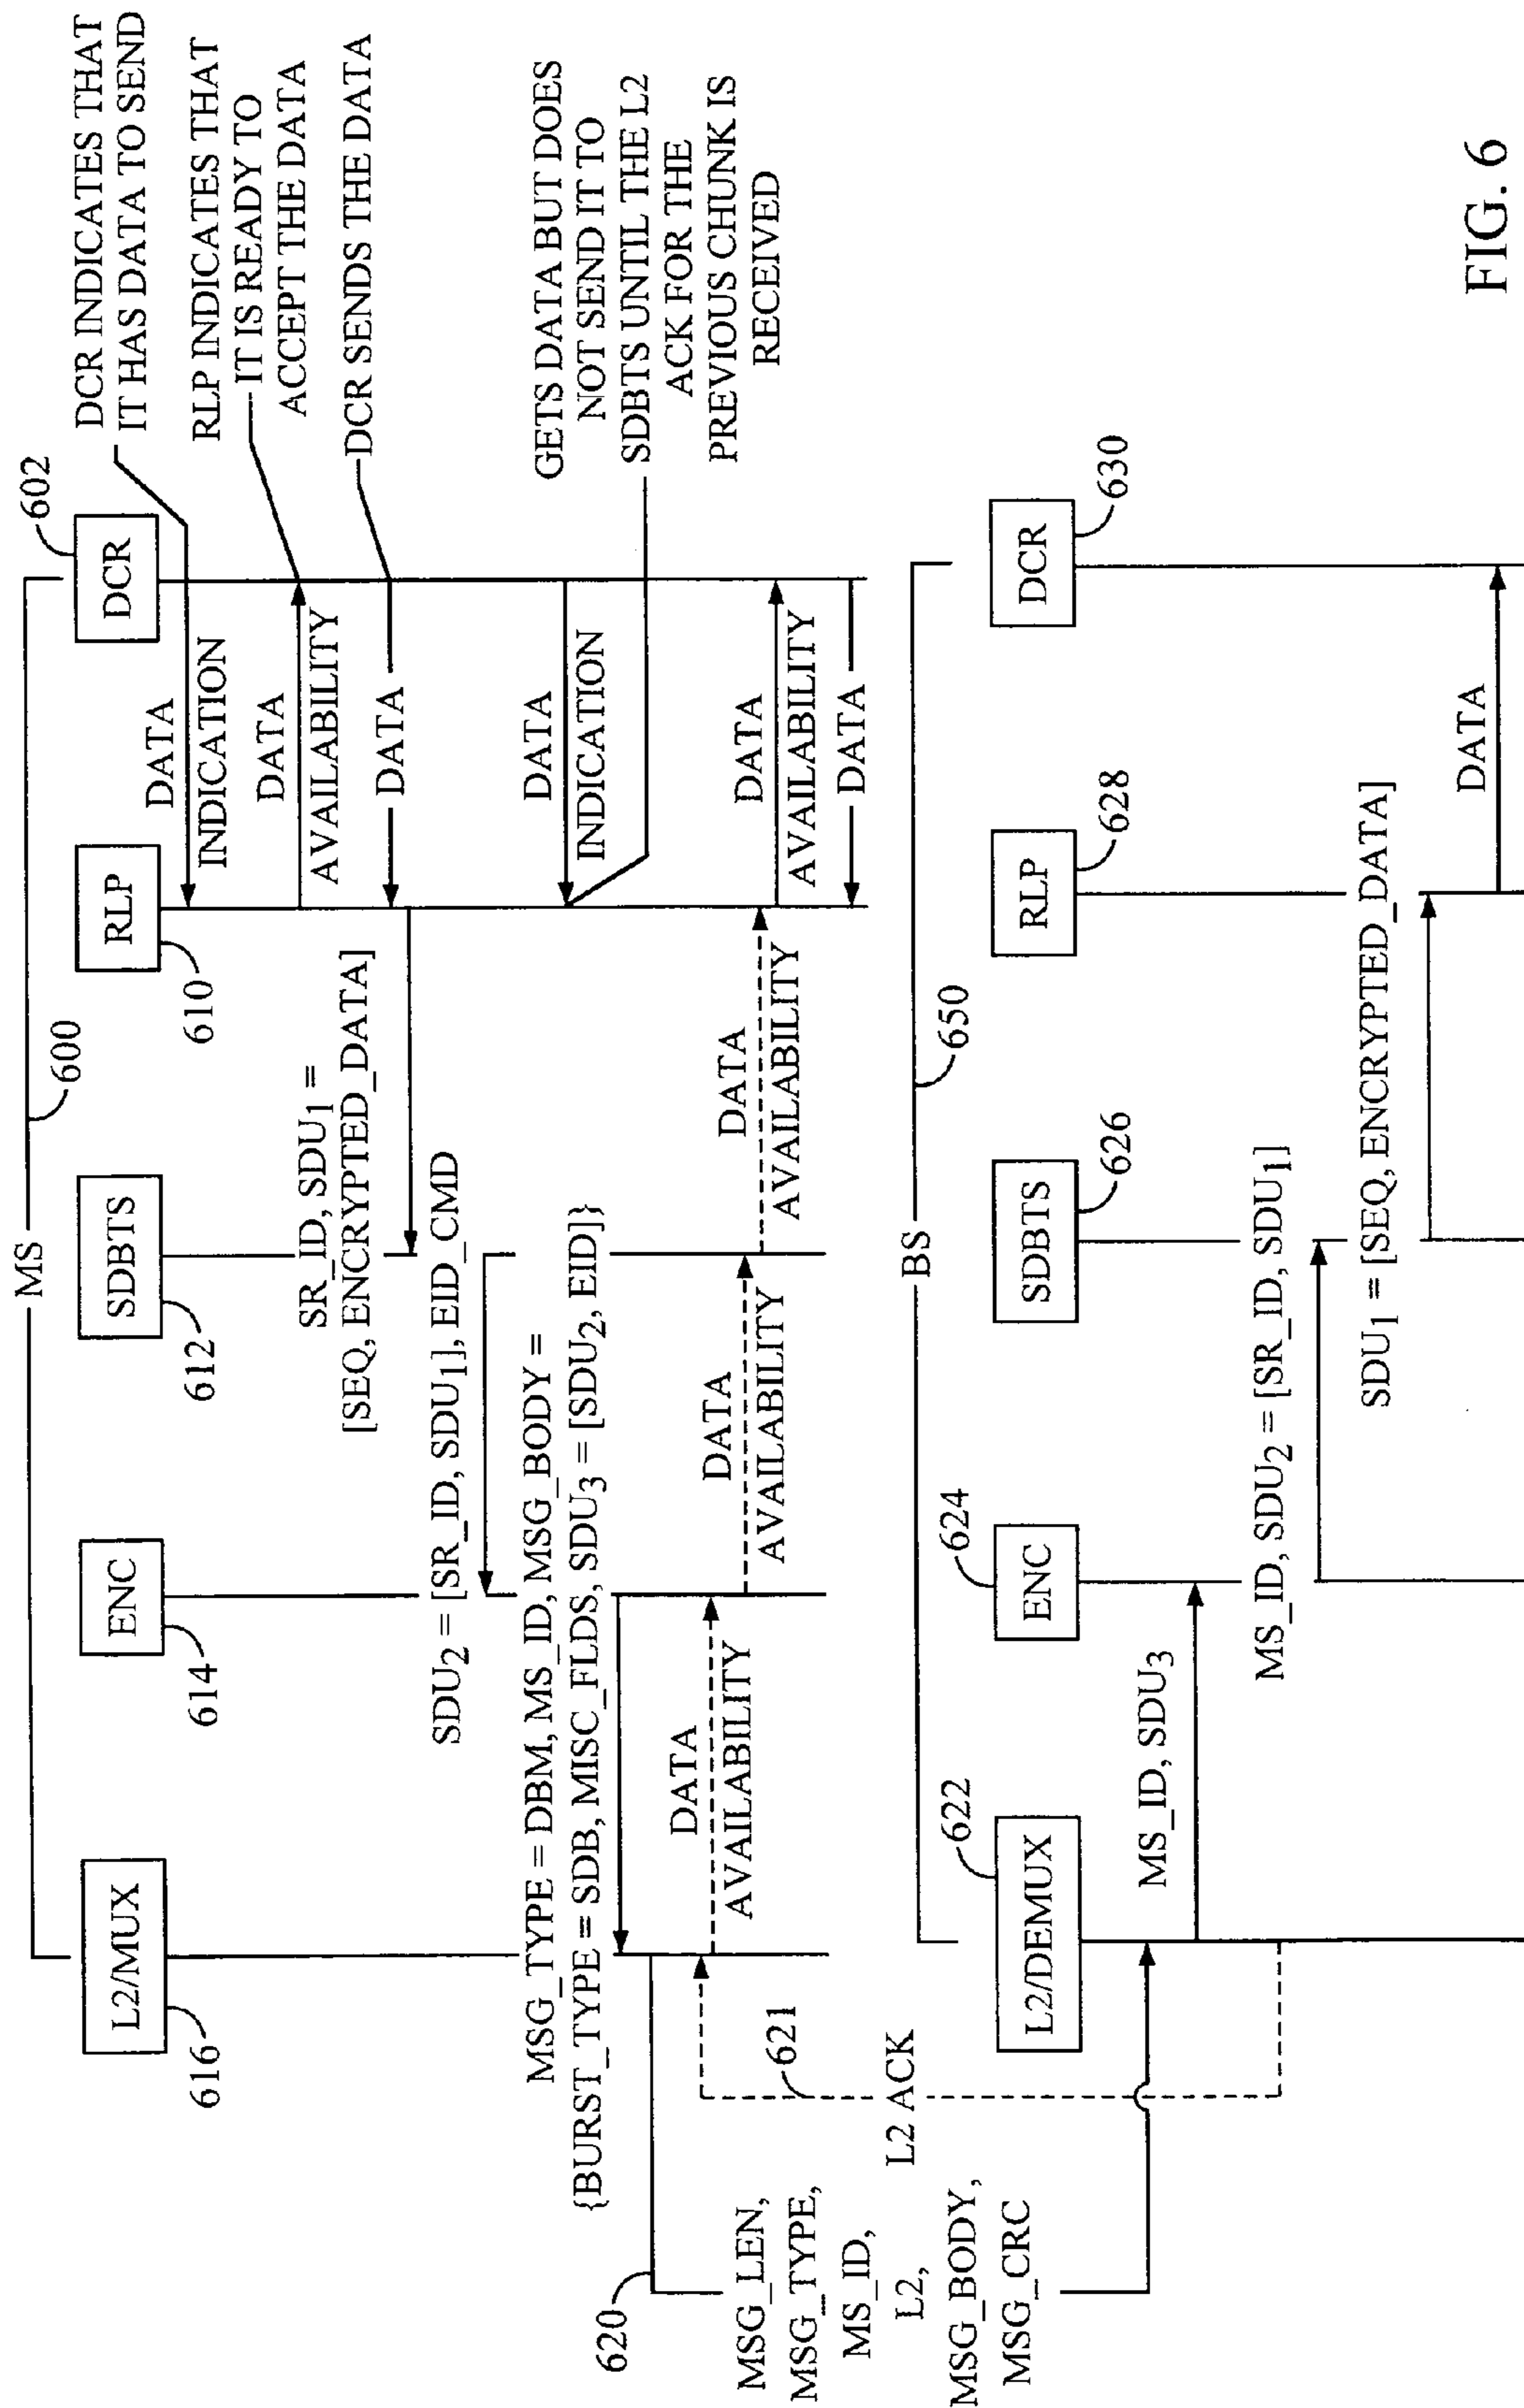 MS
600
L2/MUX
616
ENC
614
SDBTS
612
RLP
610
DCR
602
DCR INDICATES THAT
IT HAS DATA TO SEND
DATA
INDICATION
RLP INDICATES THAT
IT IS READY TO
ACCEPT THE DATA
DATA
AVAILABILITY
DCR SENDS THE DATA
DATA
SR_ID, SDU1 =
[SEQ, ENCRYPTED_DATA]
SDU2 = [SR_ID, SDU1], EID_CMD
MSG_TYPE = DBM, MS_ID, MSG_BODY =
{BURST_TYPE = SDB, MISC_FLDS, SDU3 = [SDU2, EID]}
DATA
INDICATION
GETS DATA BUT DOES
NOT SEND IT TO
SDBTS UNTIL THE L2
ACK FOR THE
PREVIOUS CHUNK IS
RECEIVED
620
DATA
AVAILABILITY
DATA
AVAILABILITY
DATA
AVAILABILITY
DATA
AVAILABILITY
DATA
MSG_LEN,
MSG_TYPE,
MS_ID,
L2,
MSG_BODY,
MSG_CRC
621
L2 ACK
BS
650
L2/DEMUX
622
ENC
624
SDBTS
626
RLP
628
DCR
630
MS_ID, SDU3
MS_ID, SDU2 = [SR_ID, SDU1]
SDU1 = [SEQ, ENCRYPTED_DATA]
DATA
FIG. 6